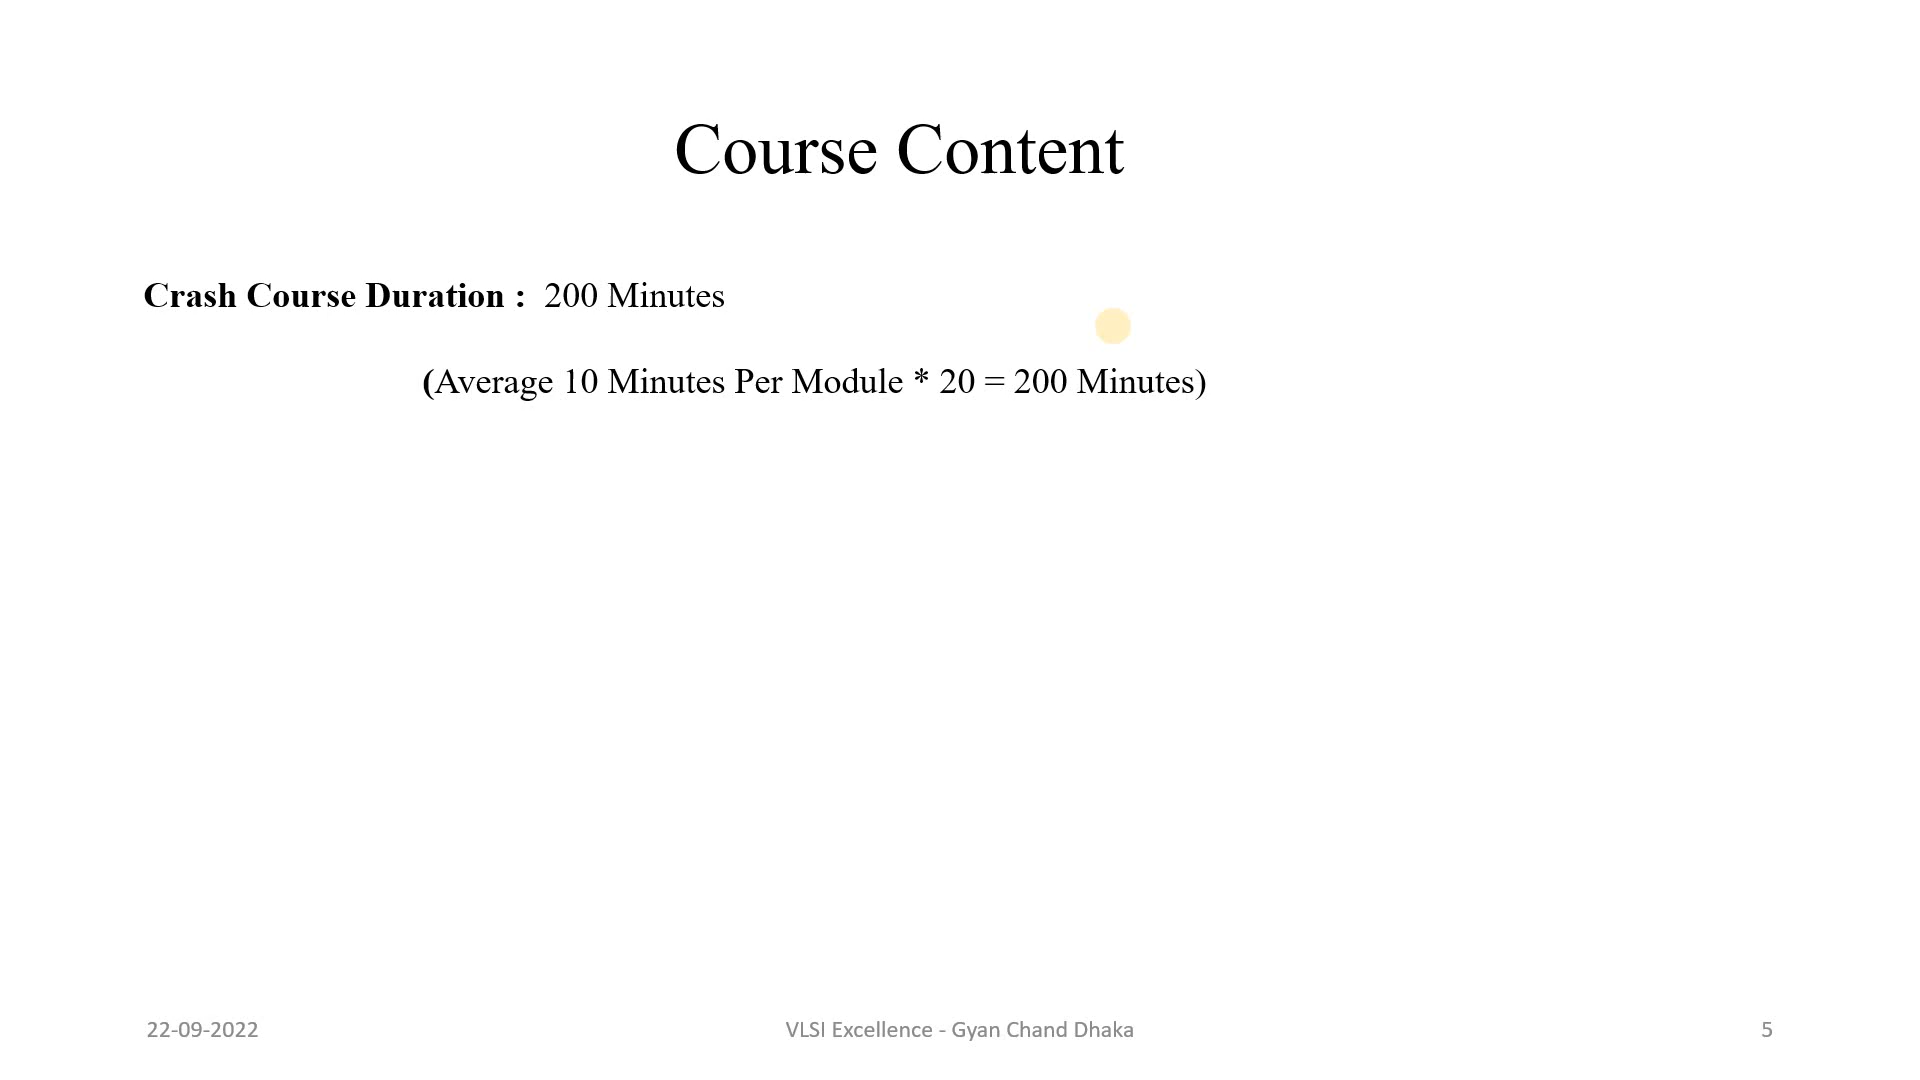 Course Content
Crash Course Duration :  200 Minutes
(Average 10 Minutes Per Module * 20 = 200 Minutes)
22-09-2022
VLSI Excellence - Gyan Chand Dhaka
5